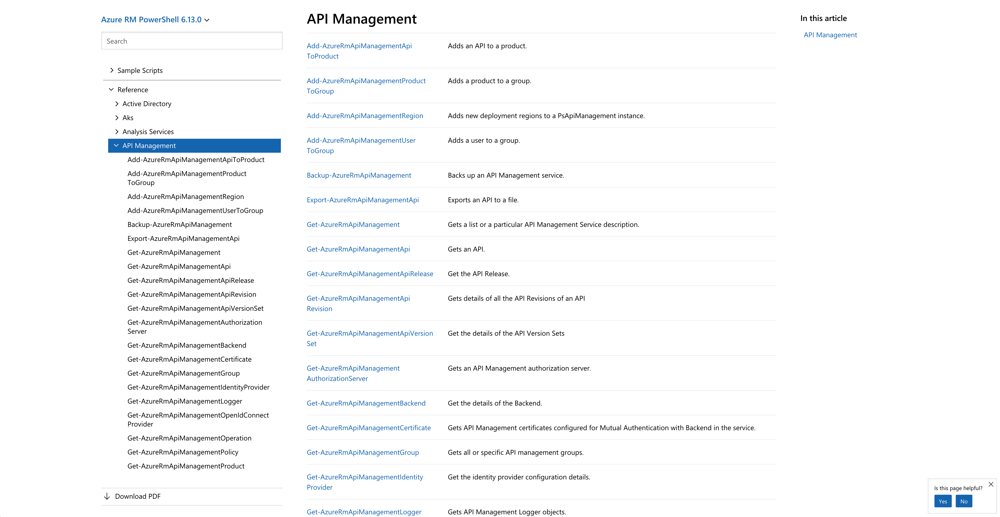 Azure RM PowerShell 6.13.0
Search
Sample Scripts
Reference
Active Directory
Aks
Analysis Services
API Management
Add-AzureRmApiManagementApiToProduct
Add-AzureRmApiManagementProduct
ToGroup
Add-AzureRmApiManagementRegion
Add-AzureRmApiManagementUserToGroup
Backup-AzureRmApiManagement
Export-AzureRmApiManagementApi
Get-AzureRmApiManagement
Get-AzureRmApiManagementApi
Get-AzureRmApiManagementApiRelease
Get-AzureRmApiManagementApiRevision
Get-AzureRmApiManagementApiVersionSet
Get-AzureRmApiManagementAuthorization
Server
Get-AzureRmApiManagementBackend
Get-AzureRmApiManagementCertificate
Get-AzureRmApiManagementGroup
Get-AzureRmApiManagementIdentityProvider
Get-AzureRmApiManagementLogger
Get-AzureRmApiManagementOpenIdConnect
Provider
Get-AzureRmApiManagementOperation
Get-AzureRmApiManagementPolicy
Get-AzureRmApiManagementProduct
Download PDF
API Management
Add-AzureRmApiManagementApi Adds an API to a product.
ToProduct
Add-AzureRmApiManagementProduct Adds a product to a group.
ToGroup
Add-AzureRmApiManagementRegion Adds new deployment regions to a PsApiManagement instance.
Add-AzureRmApiManagementUser Adds a user to a group.
ToGroup
Backup-AzureRmApiManagement Backs up an API Management service.
Export-AzureRmApiManagementApi Exports an API to a file.
Get-AzureRmApiManagement Gets a list or a particular API Management Service description.
Get-AzureRmApiManagementApi Gets an API.
Get-AzureRmApiManagementApiRelease Get the API Release.
Get-AzureRmApiManagementApi Gets details of all the API Revisions of an API
Revision
Get-AzureRmApiManagementApiVersion Get the details of the API Version Sets
Set
Get-AzureRmApiManagement Gets an API Management authorization server.
AuthorizationServer
Get-AzureRmApiManagementBackend Get the details of the Backend.
Get-AzureRmApiManagementCertificate Gets API Management certificates configured for Mutual Authentication with Backend in the service.
Get-AzureRmApiManagementGroup Gets all or specific API management groups.
Get-AzureRmApiManagementIdentity Get the identity provider configuration details.
Provider
Get-AzureRmApiManagementLogger Gets API Management Logger objects.
In this article
API Management
Is this page helpful?
Yes No